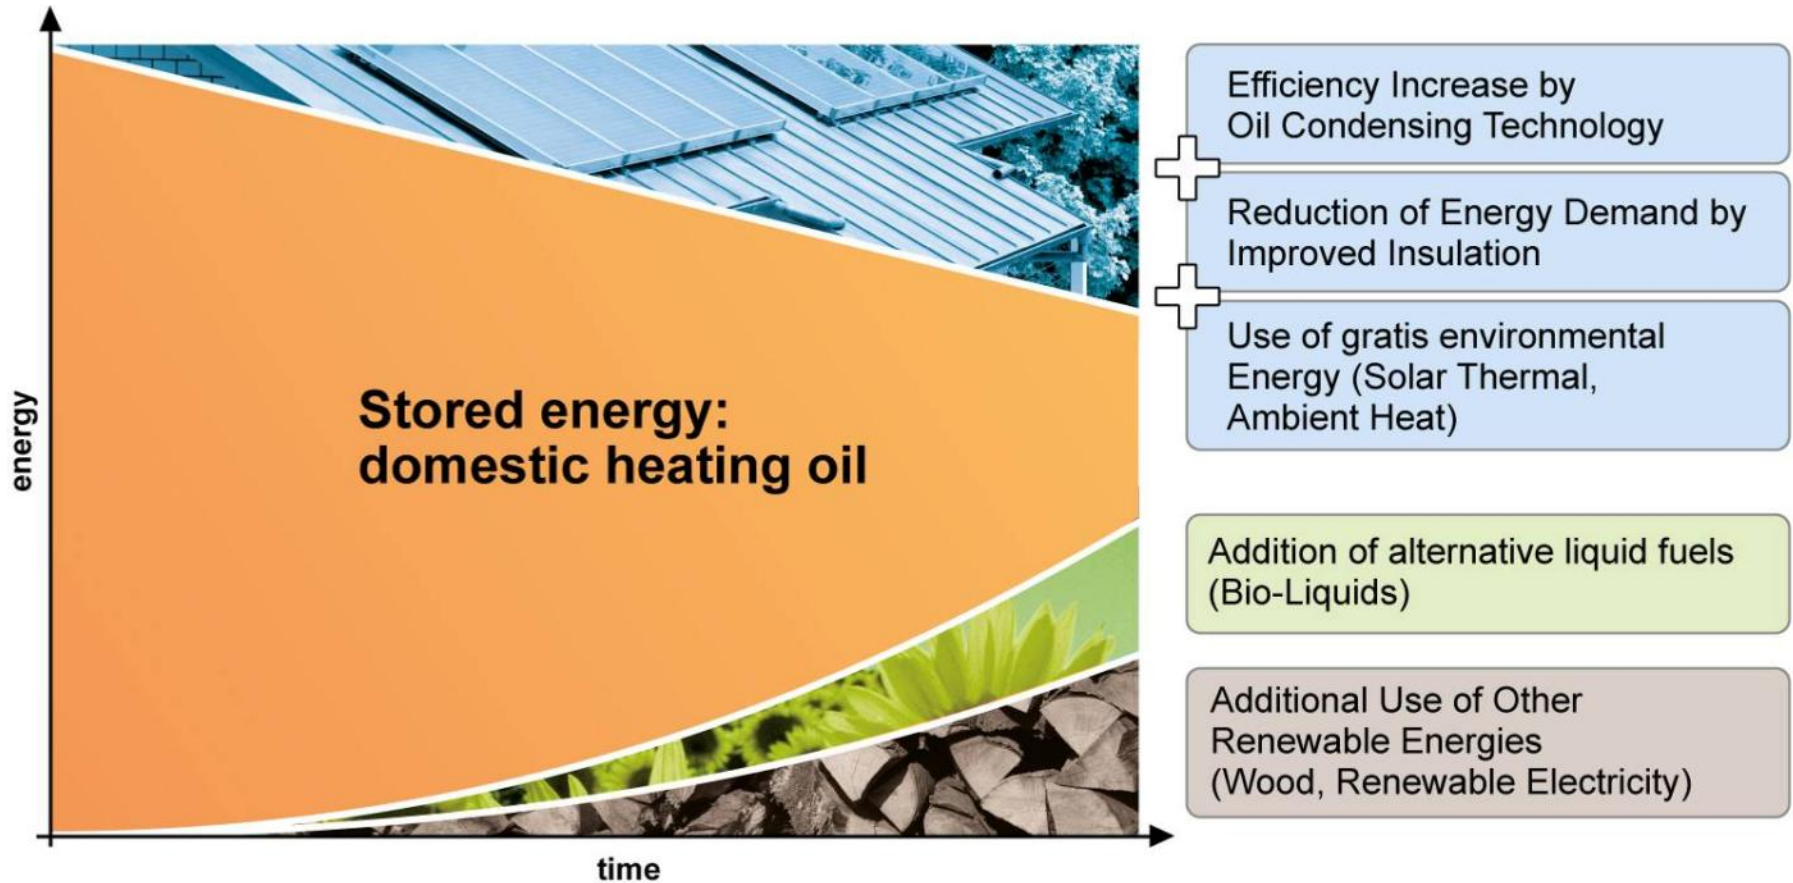 energy
Stored energy:
domestic heating oil
time
Efficiency Increase by
Oil Condensing Technology
Reduction of Energy Demand by
Improved Insulation
Use of gratis environmental
Energy (Solar Thermal,
Ambient Heat)
Addition of alternative liquid fuels
(Bio-Liquids)
Additional Use of Other
Renewable Energies
(Wood, Renewable Electricity)